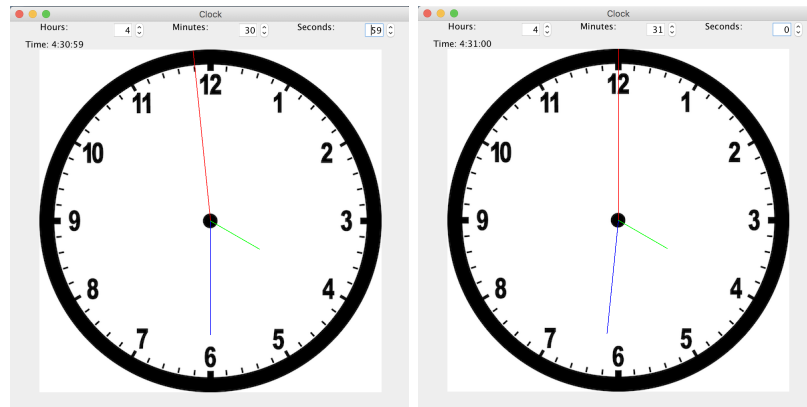 Clock
Hours: 4 Minutes: 30 Seconds: 59
Time: 4:30:59
12
11 1
10 2
9 3
8 4
7 5
6
Clock
Hours: 4 Minutes: 31 Seconds: 0
Time: 4:31:00
12
11 1
10 2
9 3
8 4
7 5
6